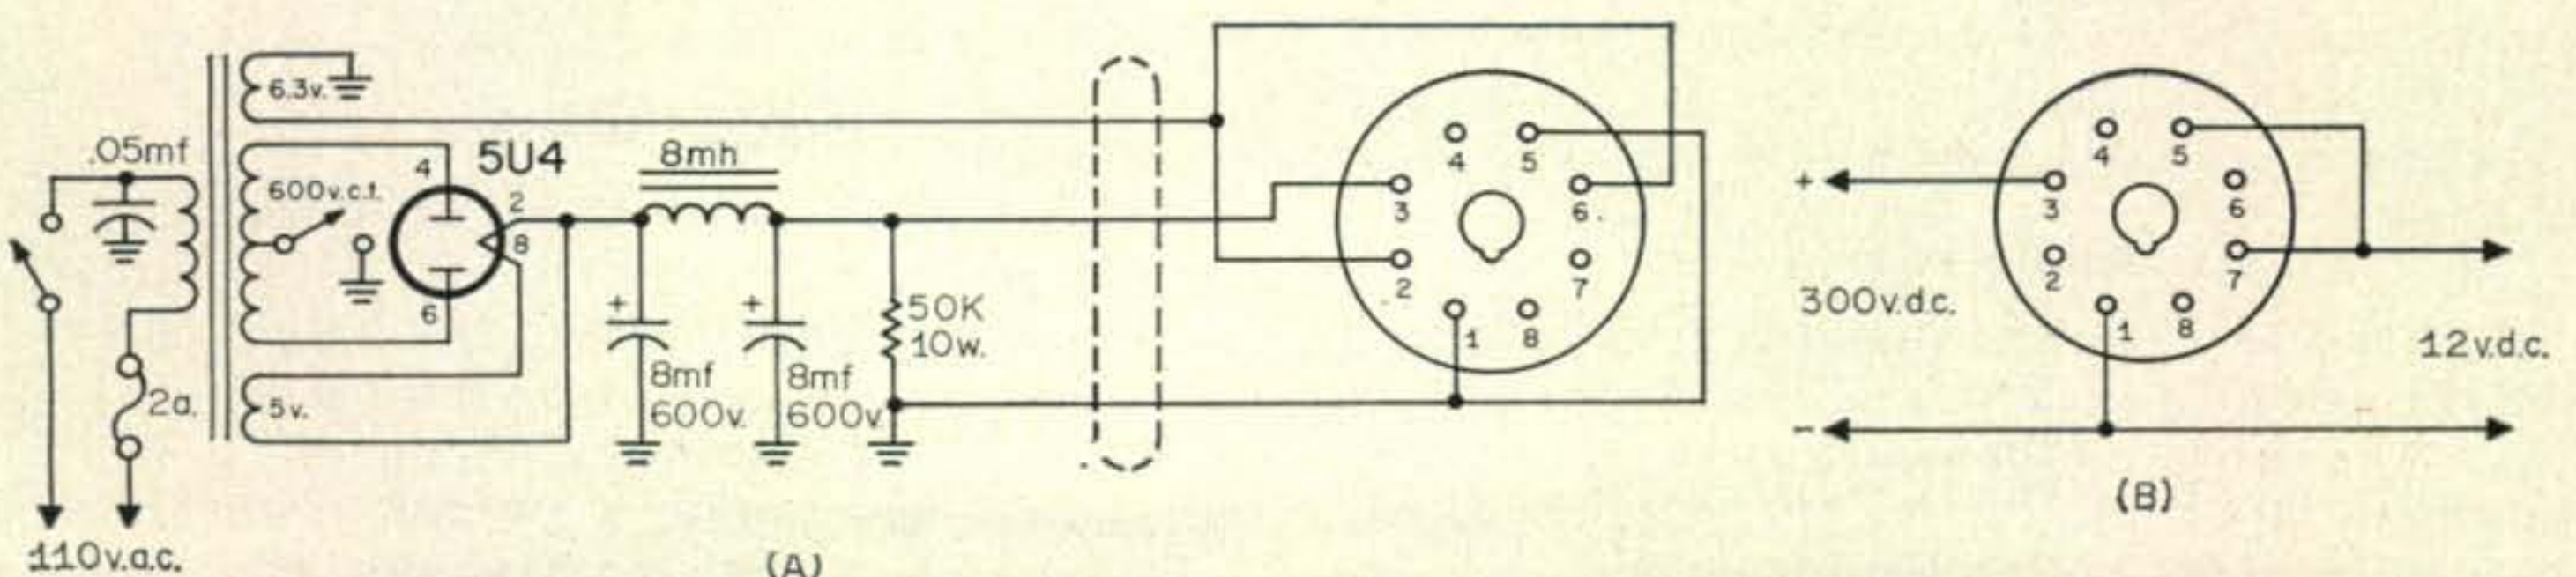 .05mf
110v.a.c.
2a.
6.3v.
600v.c.t.
5v.
5U4
4
2
8
6
8mh
+
8mf
600v.
+
8mf
600v.
50K
10w.
4
5
3
6.
2
7
1
8
(A)
+
300v.d.c.
-
4
5
3
6
2
7
1
8
12v.d.c.
(B)